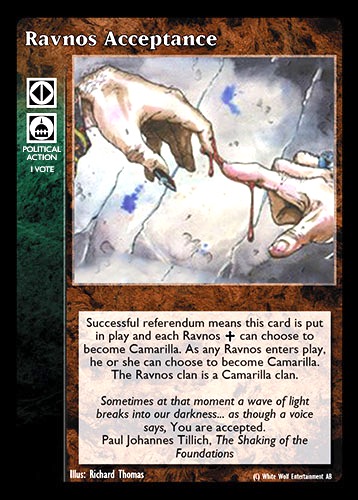 Ravnos Acceptance
POLITICAL
ACTION
1 VOTE
Successful referendum means this card is put
in play and each Ravnos + can choose to
become Camarilla. As any Ravnos enters play,
he or she can choose to become Camarilla.
The Ravnos clan is a Camarilla clan.
Sometimes at that moment a wave of light
breaks into our darkness... as though a voice
says, You are accepted.
Paul Johannes Tillich, The Shaking of the
Foundations
Illus: Richard Thomas
(C) White Wolf Entertainment AB